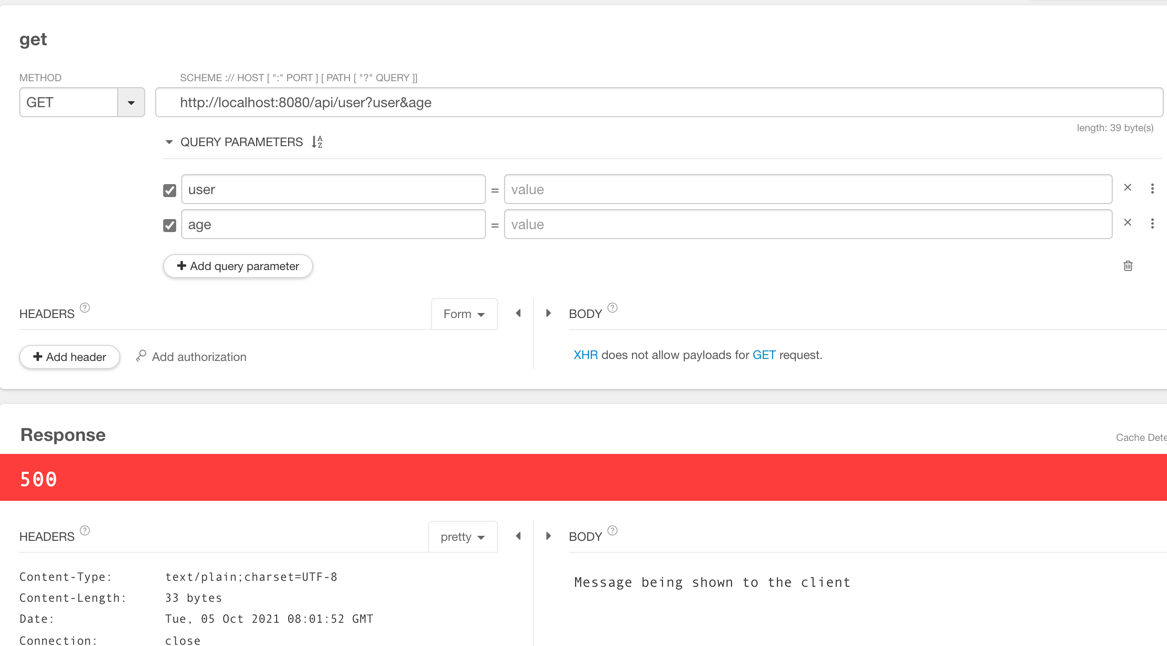 get
METHOD
SCHEME :// HOST [ ":" PORT ] [ PATH [ "?" QUERY ]]
GET
http://localhost:8080/api/user?user&age
length: 39 byte(s)
QUERY PARAMETERS
user = value
age = value
Add query parameter
HEADERS ? Form BODY ?
Add header Add authorization
XHR does not allow payloads for GET request.
Response
Cache Dete
500
HEADERS ? pretty BODY ?
Content-Type: text/plain;charset=UTF-8
Content-Length: 33 bytes
Date: Tue, 05 Oct 2021 08:01:52 GMT
Connection: close
Message being shown to the client